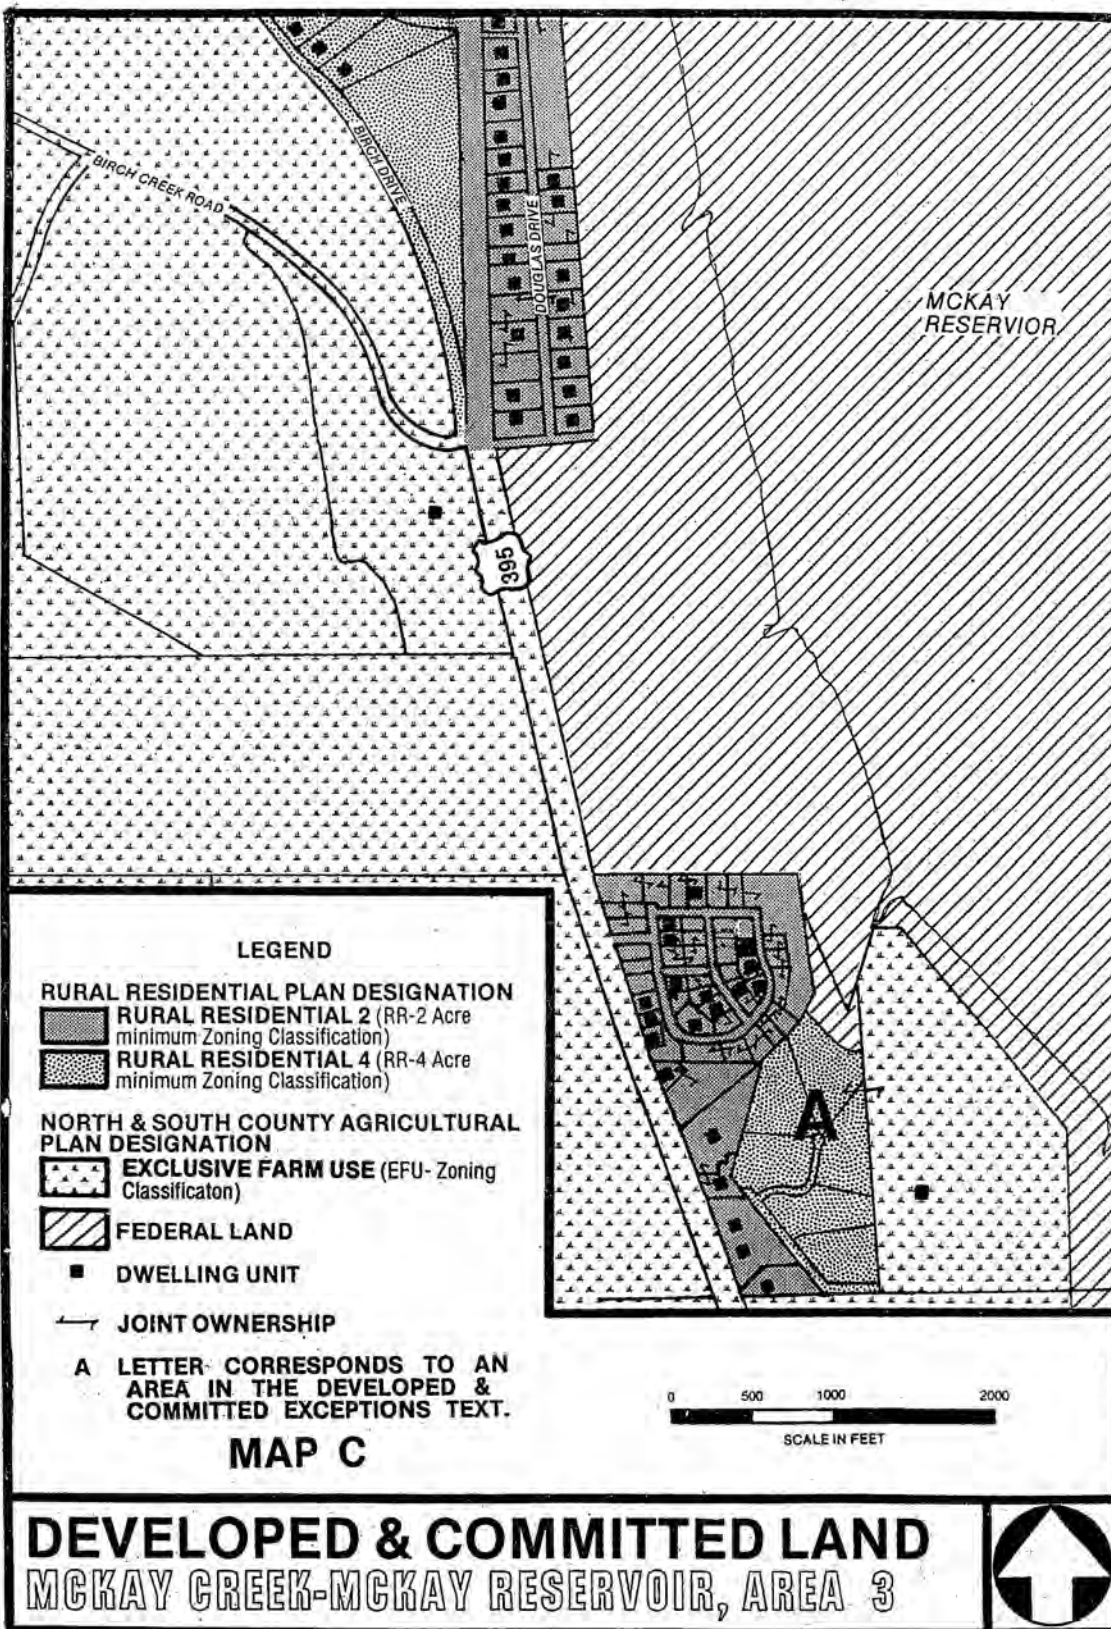 BIRCH CREEK ROAD
BIRCH DRIVE
DOUGLAS DRIVE
MCKAY
RESERVIOR
395
A
LEGEND
RURAL RESIDENTIAL PLAN DESIGNATION
RURAL RESIDENTIAL 2 (RR-2 Acre
minimum Zoning Classification)
RURAL RESIDENTIAL 4 (RR-4 Acre
minimum Zoning Classification)
NORTH & SOUTH COUNTY AGRICULTURAL
PLAN DESIGNATION
EXCLUSIVE FARM USE (EFU- Zoning
Classificaton)
FEDERAL LAND
DWELLING UNIT
JOINT OWNERSHIP
A LETTER CORRESPONDS TO AN
AREA IN THE DEVELOPED &
COMMITTED EXCEPTIONS TEXT.
MAP C
0 500 1000 2000
SCALE IN FEET
DEVELOPED & COMMITTED LAND
MCKAY CREEK-MCKAY RESERVOIR, AREA 3